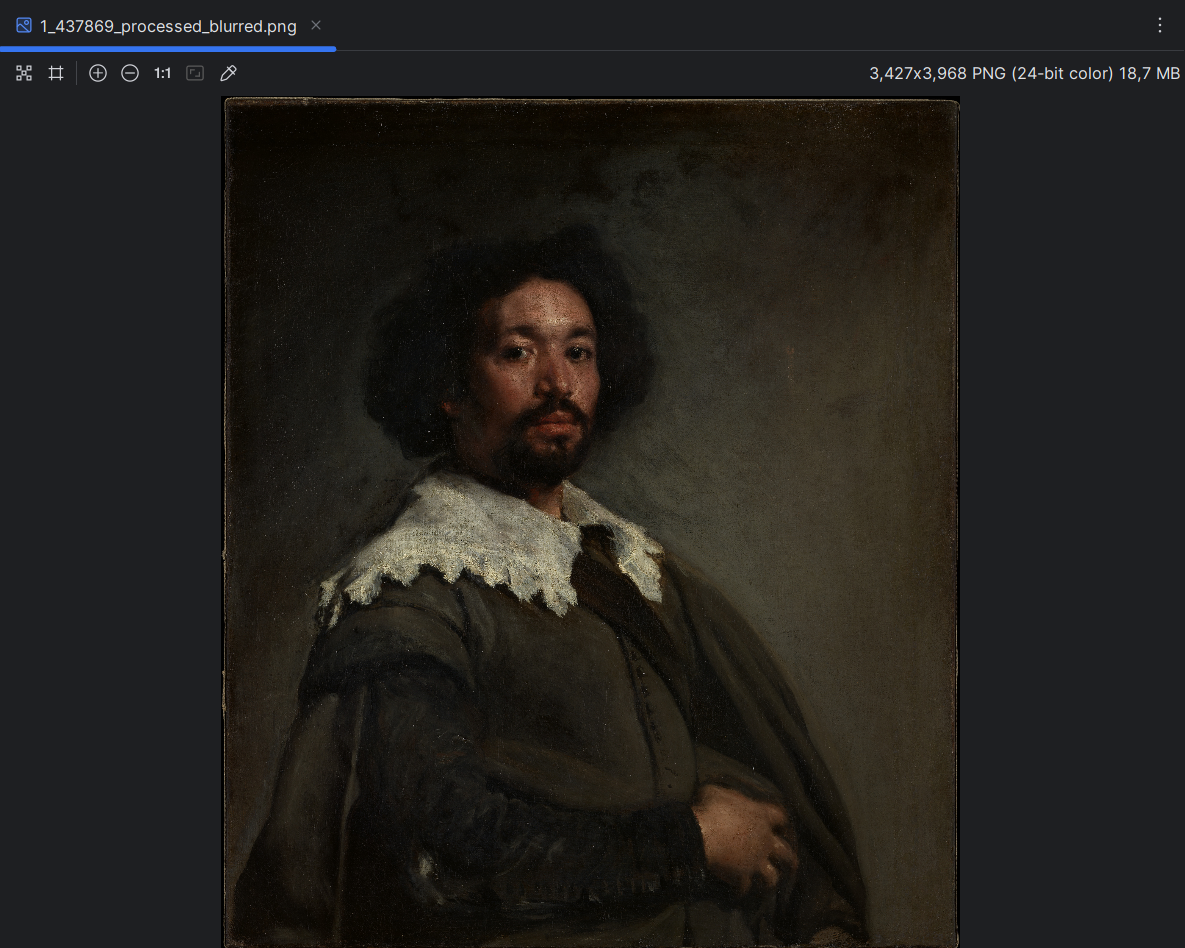 1_437869_processed_blurred.png
1:1
3,427x3,968 PNG (24-bit color) 18,7 MB